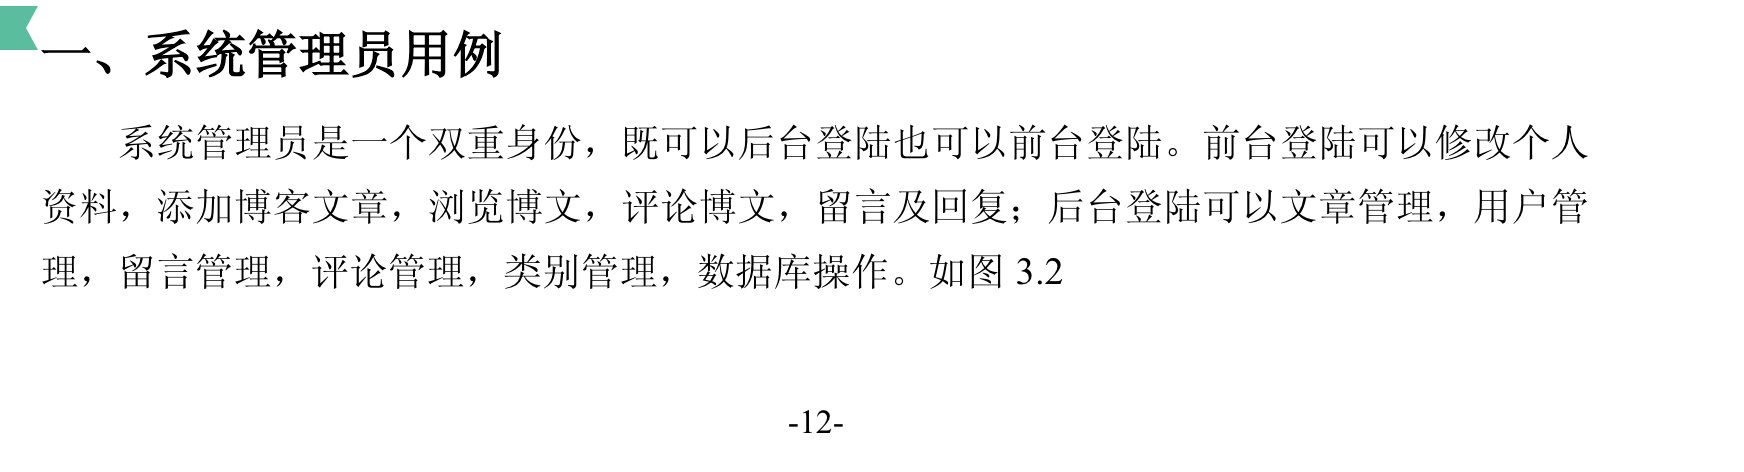 一、系统管理员用例
系统管理员是一个双重身份，既可以后台登陆也可以前台登陆。前台登陆可以修改个人
资料，添加博客文章，浏览博文，评论博文，留言及回复；后台登陆可以文章管理，用户管
理，留言管理，评论管理，类别管理，数据库操作。如图 3.2
-12-